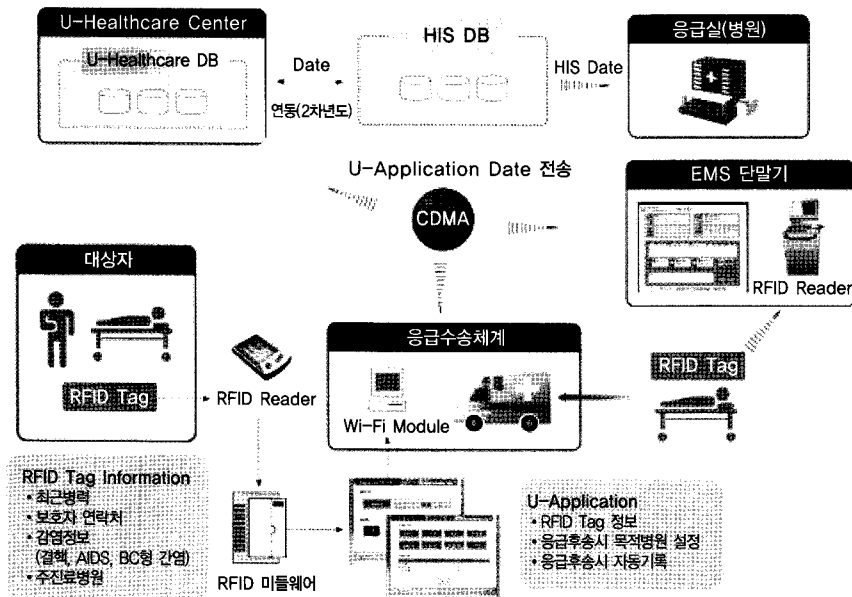 U-Healthcare Center
U-Healthcare DB
Date
연동(2차년도)
HIS DB
HIS Date
응급실(병원)
U-Application Date 전송
CDMA
EMS 단말기
RFID Reader
대상자
RFID Tag
RFID Reader
응급수송체계
Wi-Fi Module
RFID Tag
RFID Tag Information
• 최근병력
• 보호자 연락처
• 감염정보
(결핵, AIDS, BC형 간염)
• 주진료병원
RFID 미들웨어
U-Application
• RFID Tag 정보
• 응급후송시 목적병원 설정
• 응급후송시 자동기록